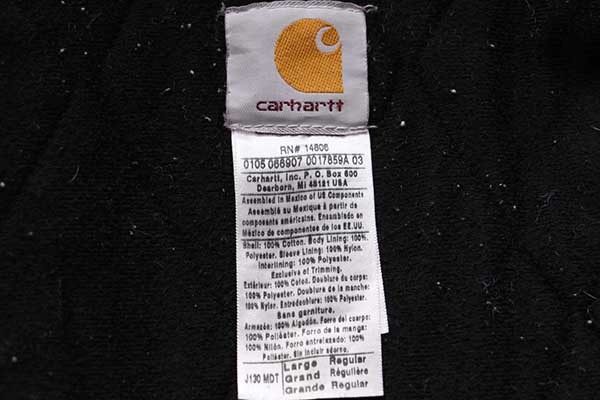 carhartt
RN# 14806
0105 066907 0017859A 03
Carhartt, Inc. P. O. Box 600
Dearborn, MI 48121 USA
Assembled in Mexico of US Components
Assemblé au Mexique à partir de
composants américains. Ensamblado en
México de componentes de los EE.UU.
Shell: 100% Cotton. Body Lining: 100%
Polyester. Sleeve Lining: 100% Nylon.
Interlining: 100% Polyester.
Exclusive of Trimming.
Extérieur: 100% Coton. Doublure du corps:
100% Polyester. Doublure de la manche:
100% Nylon. Entredoublure: 100% Polyester.
Sans garniture.
Armazón: 100% Algodón. Forro del cuerpo:
100% Poliéster. Forro de la manga:
100% Nilón. Forro entrelazado: 100%
Poliéster. Sin incluir adorno.
J130 MDT
Large Regular
Grand Régulière
Grande Regular